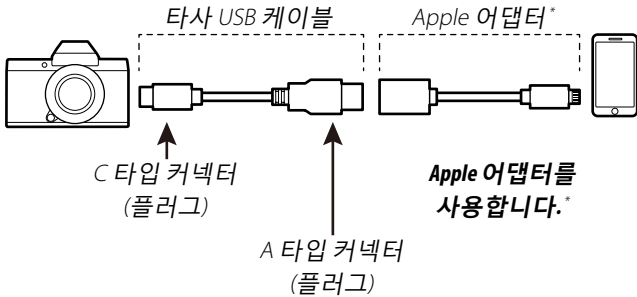 타사 USB 케이블
Apple 어댑터*
C 타입 커넥터
(플러그)
Apple 어댑터를
사용합니다.*
A 타입 커넥터
(플러그)